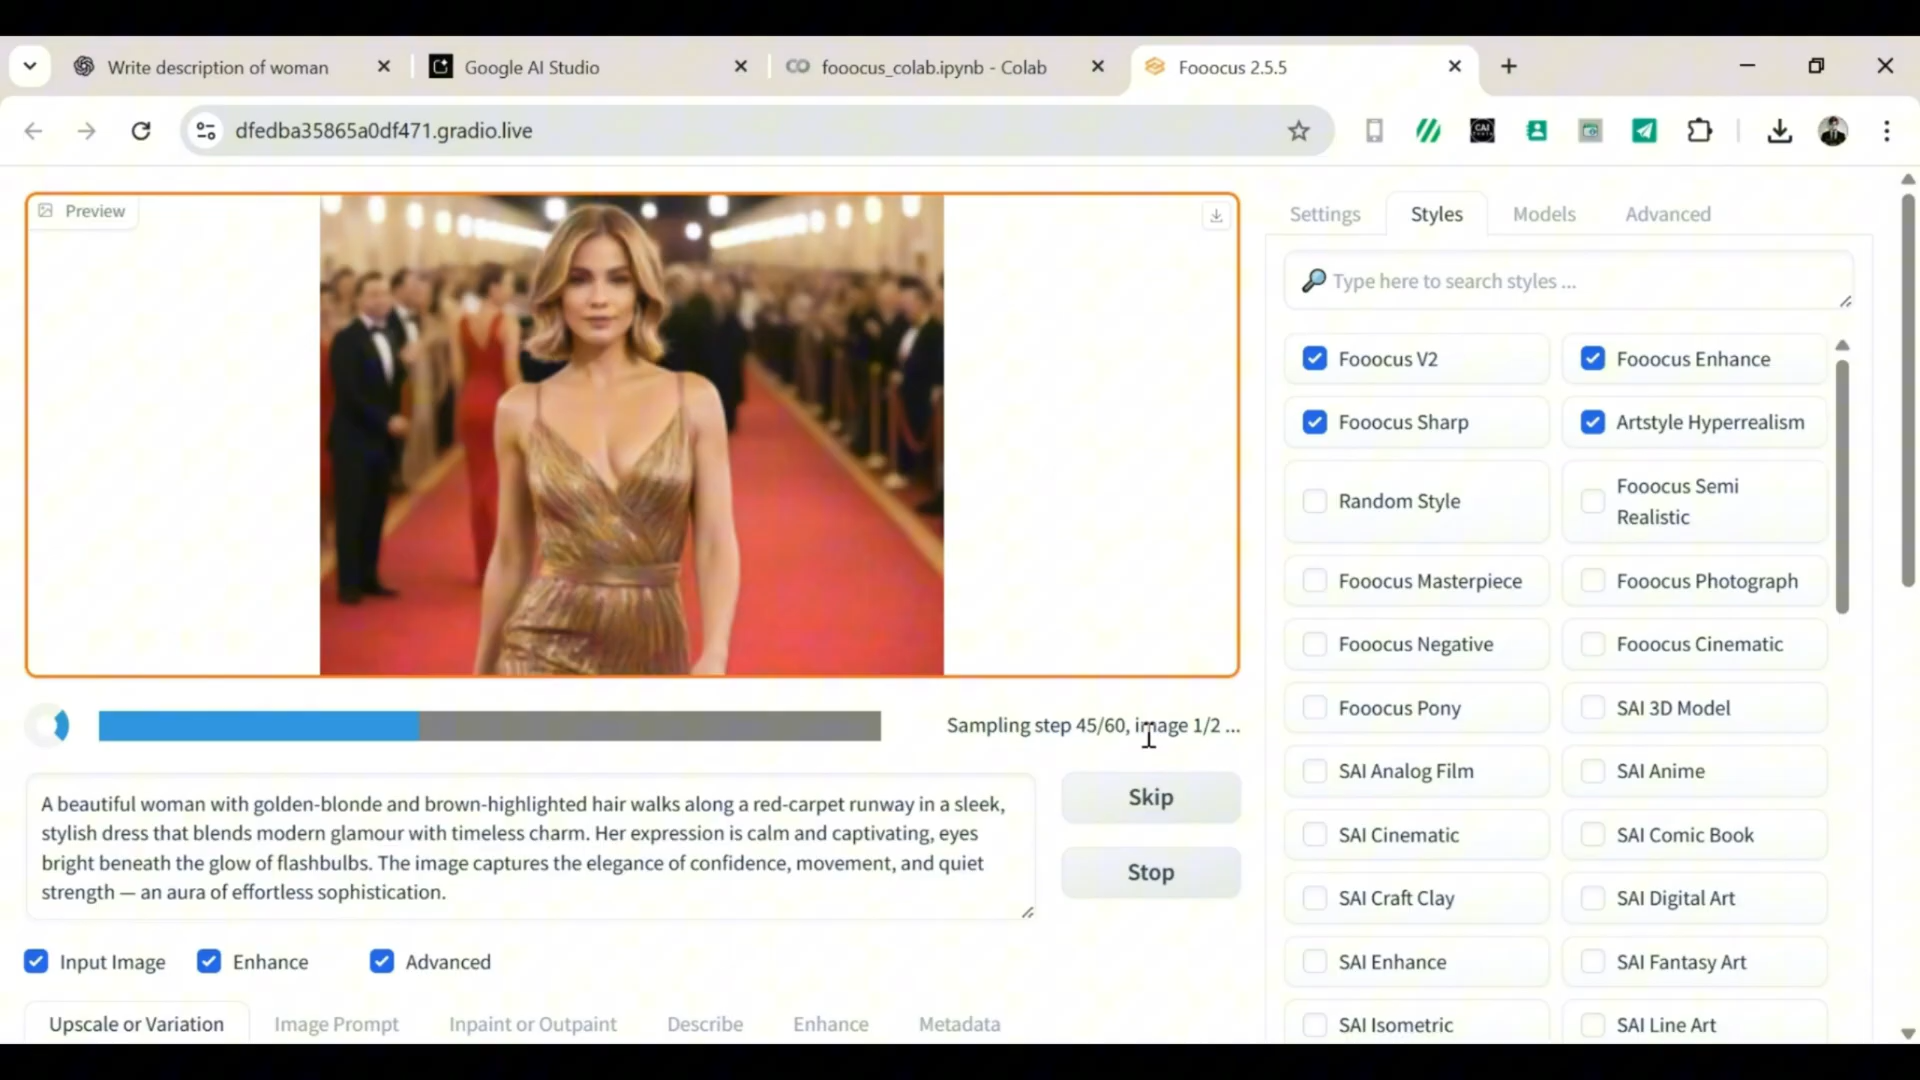 Write description of woman
Google AI Studio
fooocus_colab.ipynb - Colab
Fooocus 2.5.5
dfedba35865a0df471.gradio.live
CAI
Preview
Settings
Styles
Models
Advanced
Type here to search styles ...
Fooocus V2
Fooocus Enhance
Fooocus Sharp
Artstyle Hyperrealism
Random Style
Fooocus Semi
Realistic
Fooocus Masterpiece
Fooocus Photograph
Fooocus Negative
Fooocus Cinematic
Fooocus Pony
SAI 3D Model
SAI Analog Film
SAI Anime
SAI Cinematic
SAI Comic Book
SAI Craft Clay
SAI Digital Art
SAI Enhance
SAI Fantasy Art
SAI Isometric
SAI Line Art
Sampling step 45/60, image 1/2 ...
A beautiful woman with golden-blonde and brown-highlighted hair walks along a red-carpet runway in a sleek,
stylish dress that blends modern glamour with timeless charm. Her expression is calm and captivating, eyes
bright beneath the glow of flashbulbs. The image captures the elegance of confidence, movement, and quiet
strength — an aura of effortless sophistication.
Skip
Stop
Input Image
Enhance
Advanced
Upscale or Variation
Image Prompt
Inpaint or Outpaint
Describe
Enhance
Metadata